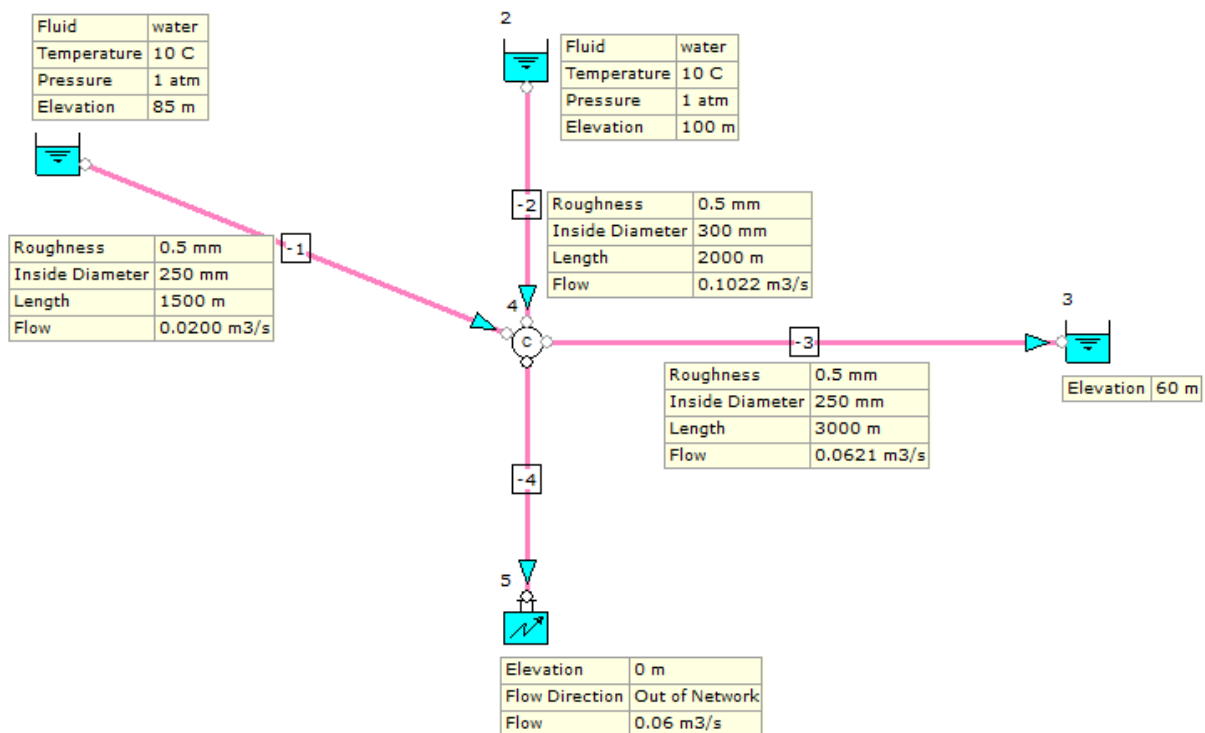 Fluid water
Temperature 10 C
Pressure 1 atm
Elevation 85 m
2
Fluid water
Temperature 10 C
Pressure 1 atm
Elevation 100 m
-1
Roughness 0.5 mm
Inside Diameter 250 mm
Length 1500 m
Flow 0.0200 m3/s
-2
Roughness 0.5 mm
Inside Diameter 300 mm
Length 2000 m
Flow 0.1022 m3/s
4
C
-3
3
Elevation 60 m
Roughness 0.5 mm
Inside Diameter 250 mm
Length 3000 m
Flow 0.0621 m3/s
-4
5
Elevation 0 m
Flow Direction Out of Network
Flow 0.06 m3/s